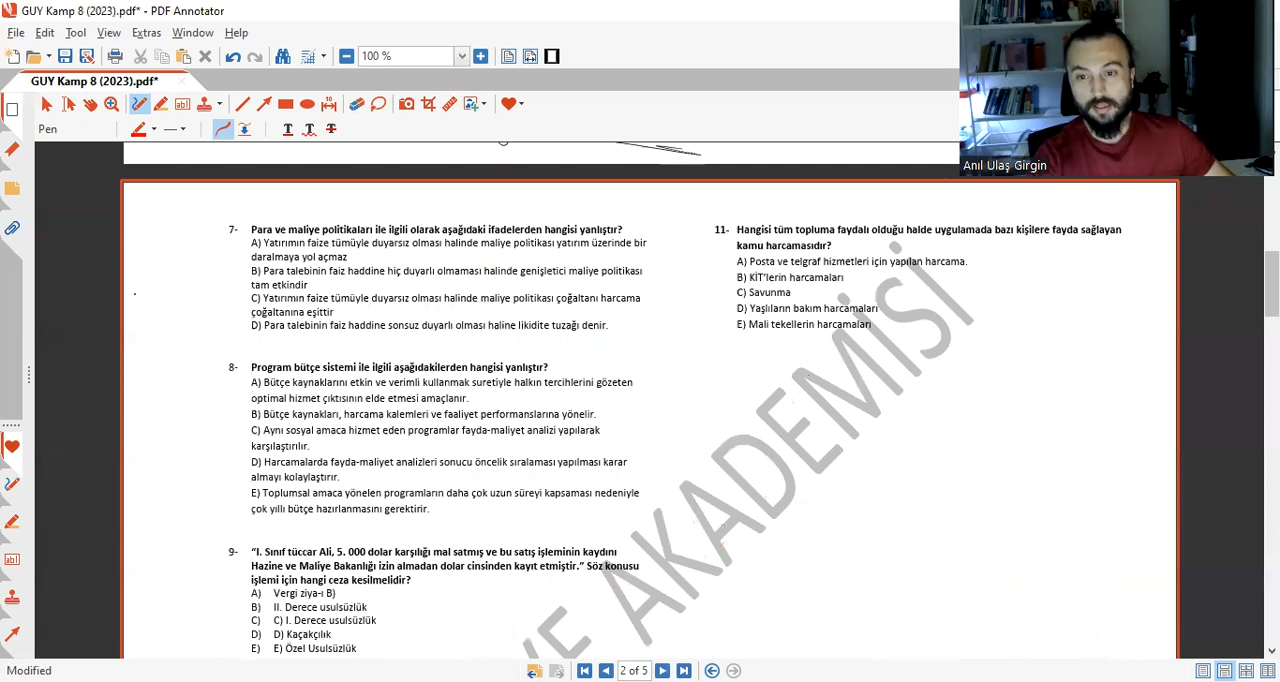 GUY Kamp 8 (2023).pdf* - PDF Annotator
File Edit Tool View Extras Window Help
100 %
GUY Kamp 8 (2023).pdf*
Pen
Anıl Ulaş Girgin
7- Para ve maliye politikaları ile ilgili olarak aşağıdaki ifadelerden hangisi yanlıştır?
A) Yatırımın faize tümüyle duyarsız olması halinde maliye politikası yatırım üzerinde bir
daralmaya yol açmaz
B) Para talebinin faiz haddine hiç duyarlı olmaması halinde genişletici maliye politikası
tam etkindir
C) Yatırımın faize tümüyle duyarsız olması halinde maliye politikası çoğaltanı harcama
çoğaltanına eşittir
D) Para talebinin faiz haddine sonsuz duyarlı olması haline likidite tuzağı denir.
8- Program bütçe sistemi ile ilgili aşağıdakilerden hangisi yanlıştır?
A) Bütçe kaynaklarını etkin ve verimli kullanmak suretiyle halkın tercihlerini gözeten
optimal hizmet çıktısının elde etmesi amaçlanır.
B) Bütçe kaynakları, harcama kalemleri ve faaliyet performanslarına yönelir.
C) Aynı sosyal amaca hizmet eden programlar fayda-maliyet analizi yapılarak
karşılaştırılır.
D) Harcamalarda fayda-maliyet analizleri sonucu öncelik sıralaması yapılması karar
almayı kolaylaştırır.
E) Toplumsal amaca yönelen programların daha çok uzun süreyi kapsaması nedeniyle
çok yıllı bütçe hazırlanmasını gerektirir.
9- “I. Sınıf tüccar Ali, 5. 000 dolar karşılığı mal satmış ve bu satış işleminin kaydını
Hazine ve Maliye Bakanlığı izin almadan dolar cinsinden kayıt etmiştir.” Söz konusu
işlemi için hangi ceza kesilmelidir?
A) Vergi ziya-ı B)
B) II. Derece usulsüzlük
C) C) I. Derece usulsüzlük
D) D) Kaçakçılık
E) E) Özel Usulsüzlük
11- Hangisi tüm topluma faydalı olduğu halde uygulamada bazı kişilere fayda sağlayan
kamu harcamasıdır?
A) Posta ve telgraf hizmetleri için yapılan harcama.
B) KİT’lerin harcamaları
C) Savunma
D) Yaşlıların bakım harcamaları
E) Mali tekellerin harcamaları
YE AKADEMİSİ
Modified
2 of 5